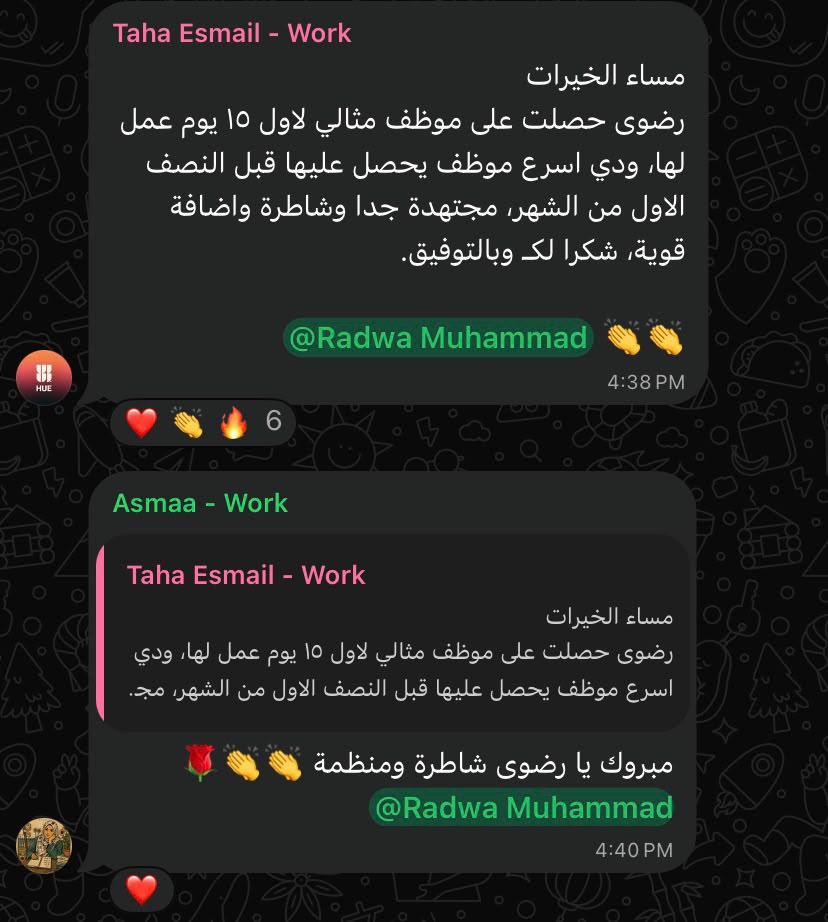 Taha Esmail - Work
مساء الخيرات
رضوى حصلت على موظف مثالي لاول ١٥ يوم عمل
لها، ودي اسرع موظف يحصل عليها قبل النصف
الاول من الشهر، مجتهدة جدا وشاطرة واضافة
قوية، شكرا لكـ وبالتوفيق.
@Radwa Muhammad 👏👏
4:38 PM
HUE
❤️ 👏 🔥 6
Asmaa - Work
Taha Esmail - Work
مساء الخيرات
رضوى حصلت على موظف مثالي لاول ١٥ يوم عمل لها، ودي
اسرع موظف يحصل عليها قبل النصف الاول من الشهر، مجـ.
مبروك يا رضوى شاطرة ومنظمة 👏👏🌹
@Radwa Muhammad
4:40 PM
❤️